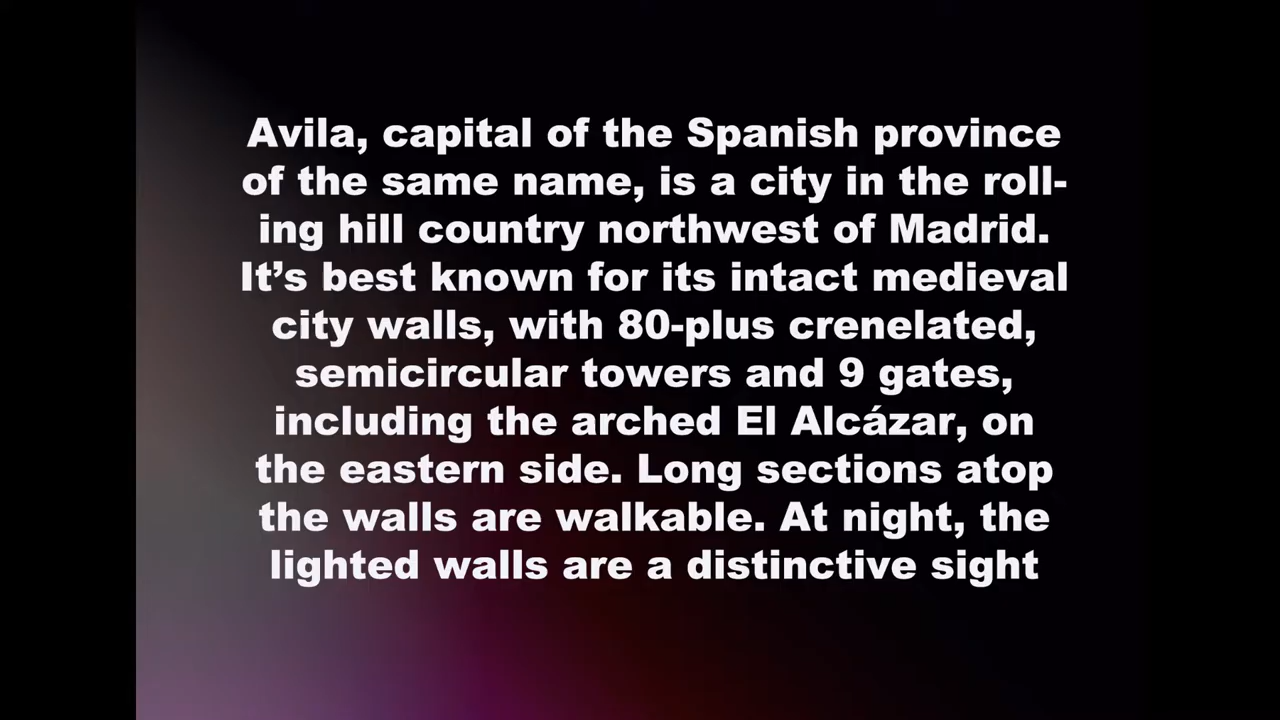 Avila, capital of the Spanish province
of the same name, is a city in the roll-
ing hill country northwest of Madrid.
It’s best known for its intact medieval
city walls, with 80-plus crenelated,
semicircular towers and 9 gates,
including the arched El Alcázar, on
the eastern side. Long sections atop
the walls are walkable. At night, the
lighted walls are a distinctive sight